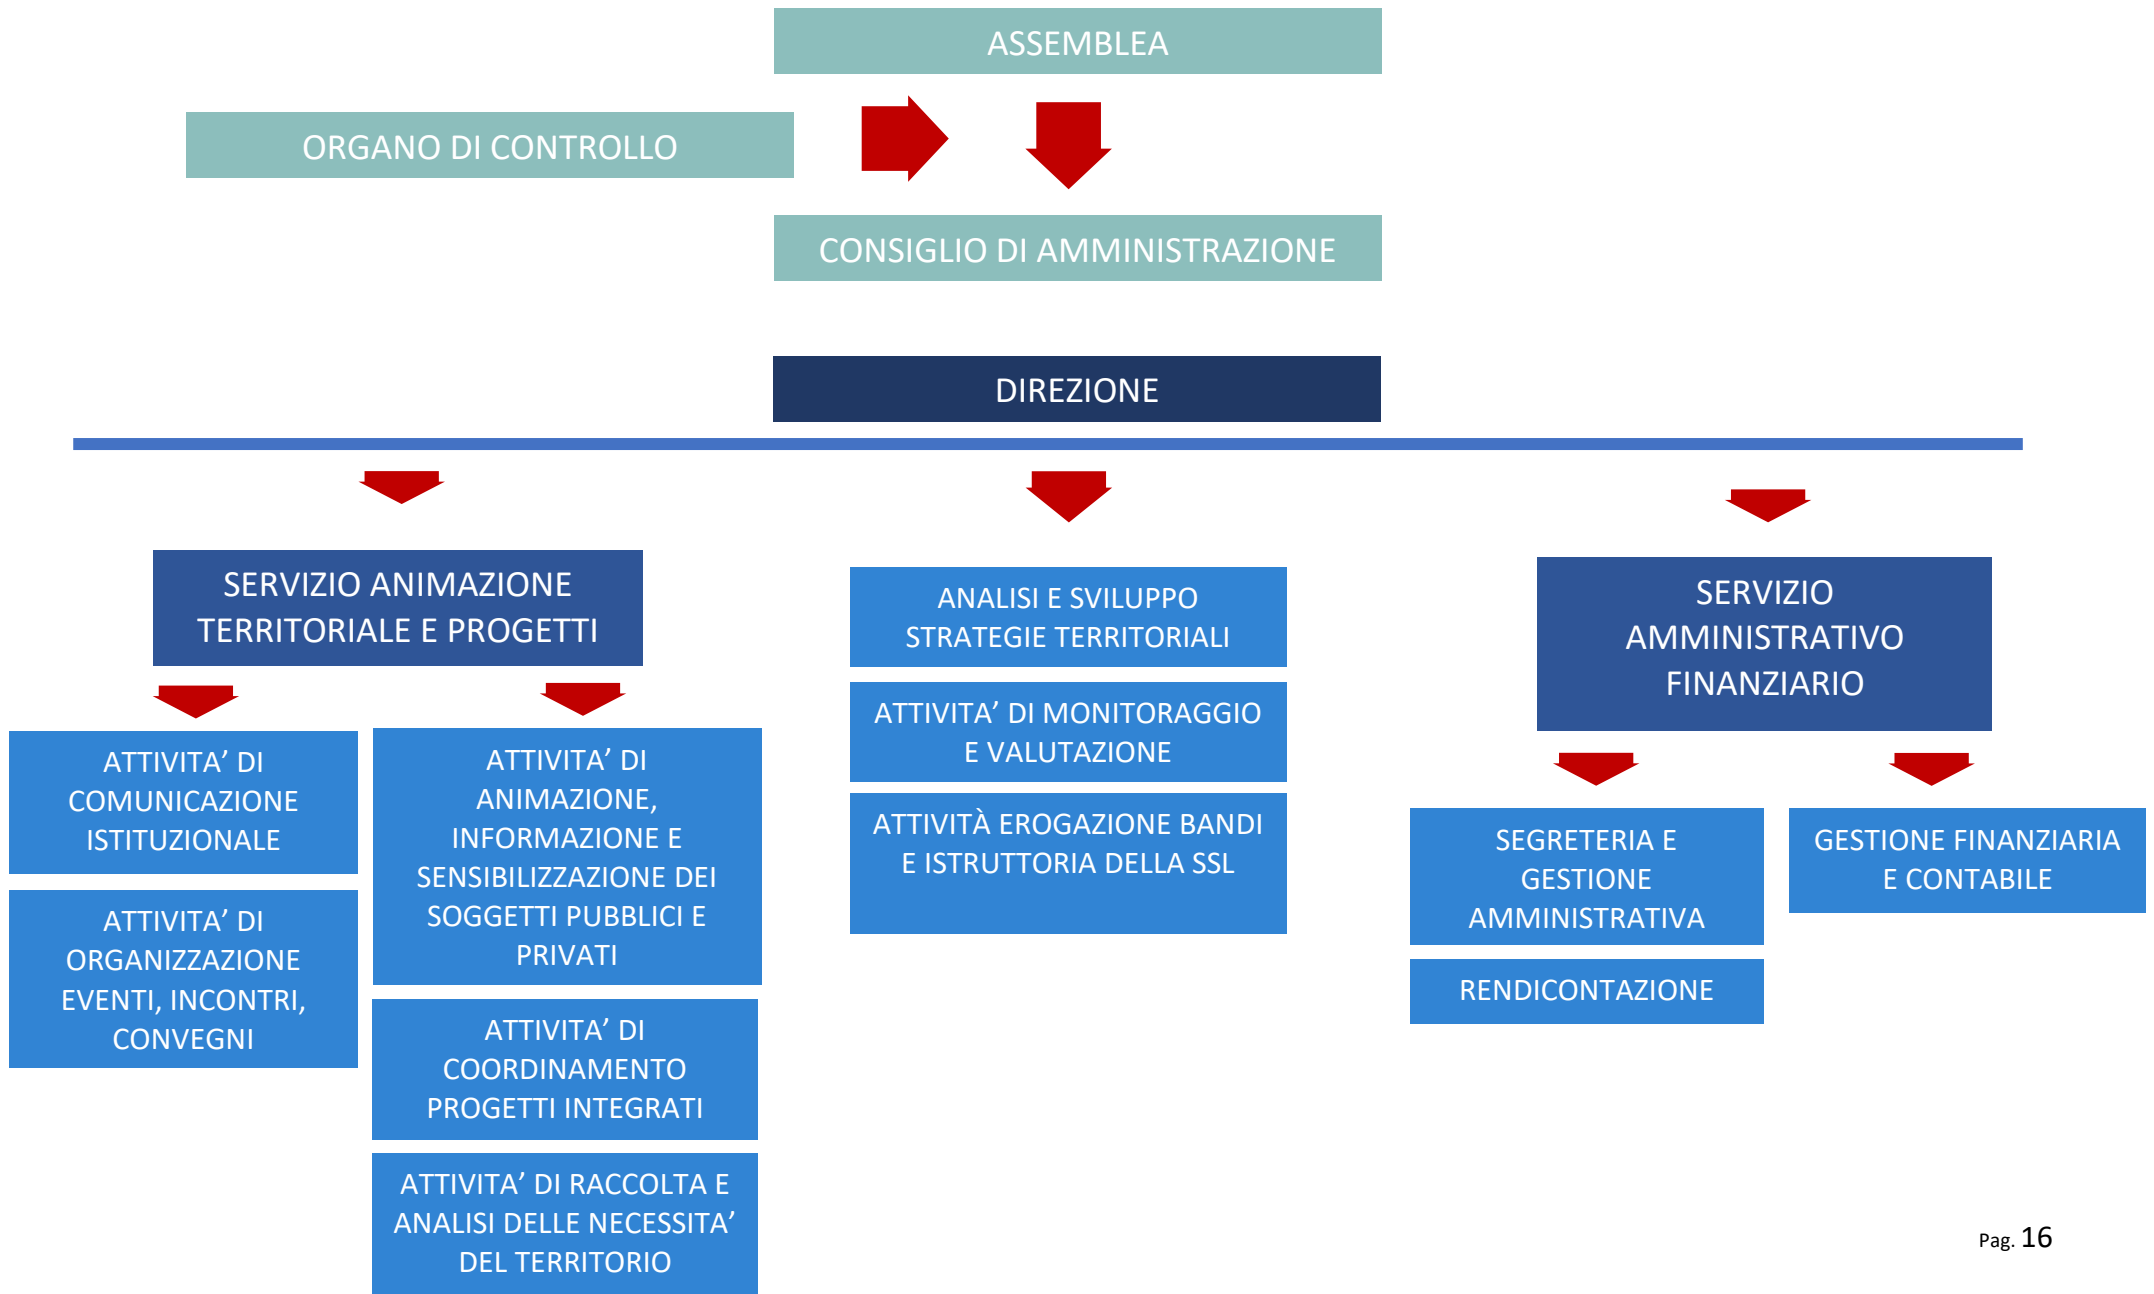 ASSEMBLEA
ORGANO DI CONTROLLO
CONSIGLIO DI AMMINISTRAZIONE
DIREZIONE
SERVIZIO ANIMAZIONE
TERRITORIALE E PROGETTI
ATTIVITA’ DI
COMUNICAZIONE
ISTITUZIONALE
ATTIVITA’ DI
ORGANIZZAZIONE
EVENTI, INCONTRI,
CONVEGNI
ATTIVITA’ DI
ANIMAZIONE,
INFORMAZIONE E
SENSIBILIZZAZIONE DEI
SOGGETTI PUBBLICI E
PRIVATI
ATTIVITA’ DI
COORDINAMENTO
PROGETTI INTEGRATI
ATTIVITA’ DI RACCOLTA E
ANALISI DELLE NECESSITA’
DEL TERRITORIO
ANALISI E SVILUPPO
STRATEGIE TERRITORIALI
ATTIVITA’ DI MONITORAGGIO
E VALUTAZIONE
ATTIVITÀ EROGAZIONE BANDI
E ISTRUTTORIA DELLA SSL
SERVIZIO
AMMINISTRATIVO
FINANZIARIO
SEGRETERIA E
GESTIONE
AMMINISTRATIVA
RENDICONTAZIONE
GESTIONE FINANZIARIA
E CONTABILE
Pag. 16